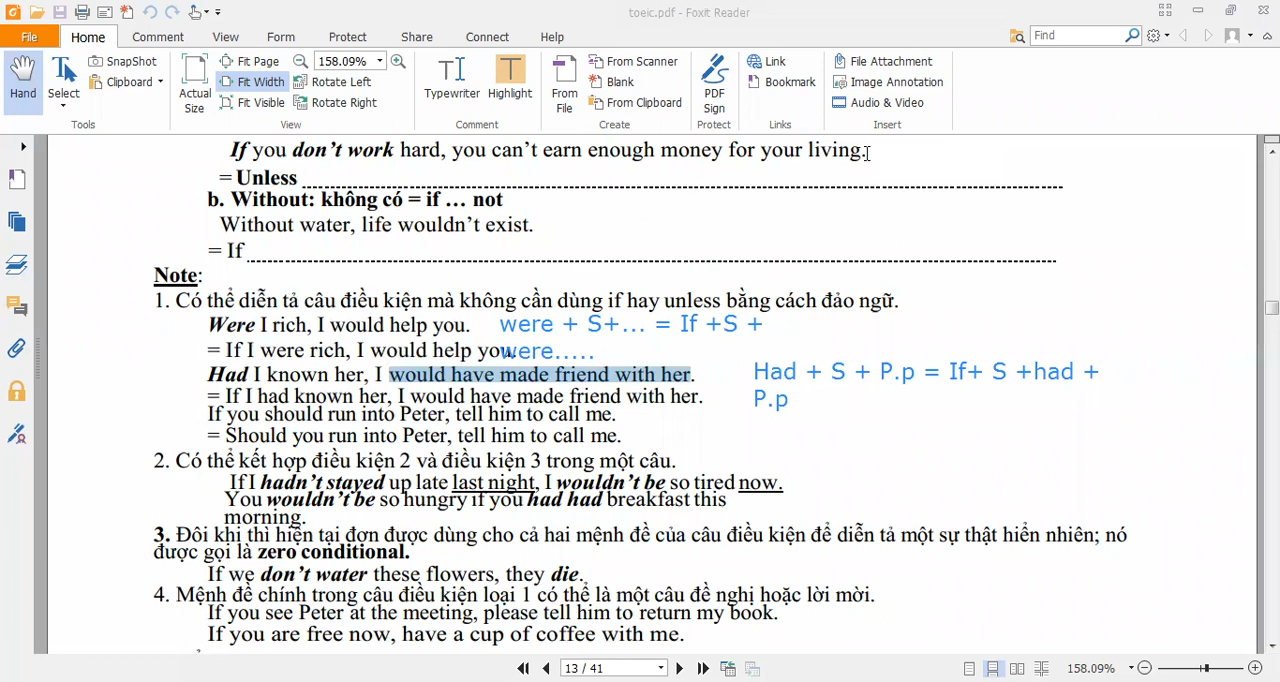 toeic.pdf - Foxit Reader
File Home Comment View Form Protect Share Connect Help Find
Hand Select SnapShot Clipboard Actual Size Fit Page Fit Width Fit Visible 158.09% Rotate Left Rotate Right Typewriter Highlight From File From Scanner Blank From Clipboard PDF Sign Link Bookmark File Attachment Image Annotation Audio & Video
Tools View Comment Create Protect Links Insert
If you don't work hard, you can't earn enough money for your living.
= Unless
b. Without: không có = if … not
Without water, life wouldn't exist.
= If
Note:
1. Có thể diễn tả câu điều kiện mà không cần dùng if hay unless bằng cách đảo ngữ.
Were I rich, I would help you. were + S+... = If +S +
= If I were rich, I would help you. were.....
Had I known her, I would have made friend with her. Had + S + P.p = If+ S +had +
P.p
= If I had known her, I would have made friend with her.
If you should run into Peter, tell him to call me.
= Should you run into Peter, tell him to call me.
2. Có thể kết hợp điều kiện 2 và điều kiện 3 trong một câu.
If I hadn't stayed up late last night, I wouldn't be so tired now.
You wouldn't be so hungry if you had had breakfast this
morning.
3. Đôi khi thì hiện tại đơn được dùng cho cả hai mệnh đề của câu điều kiện để diễn tả một sự thật hiển nhiên; nó
được gọi là zero conditional.
If we don't water these flowers, they die.
4. Mệnh đề chính trong câu điều kiện loại 1 có thể là một câu đề nghị hoặc lời mời.
If you see Peter at the meeting, please tell him to return my book.
If you are free now, have a cup of coffee with me.
13 / 41 158.09%